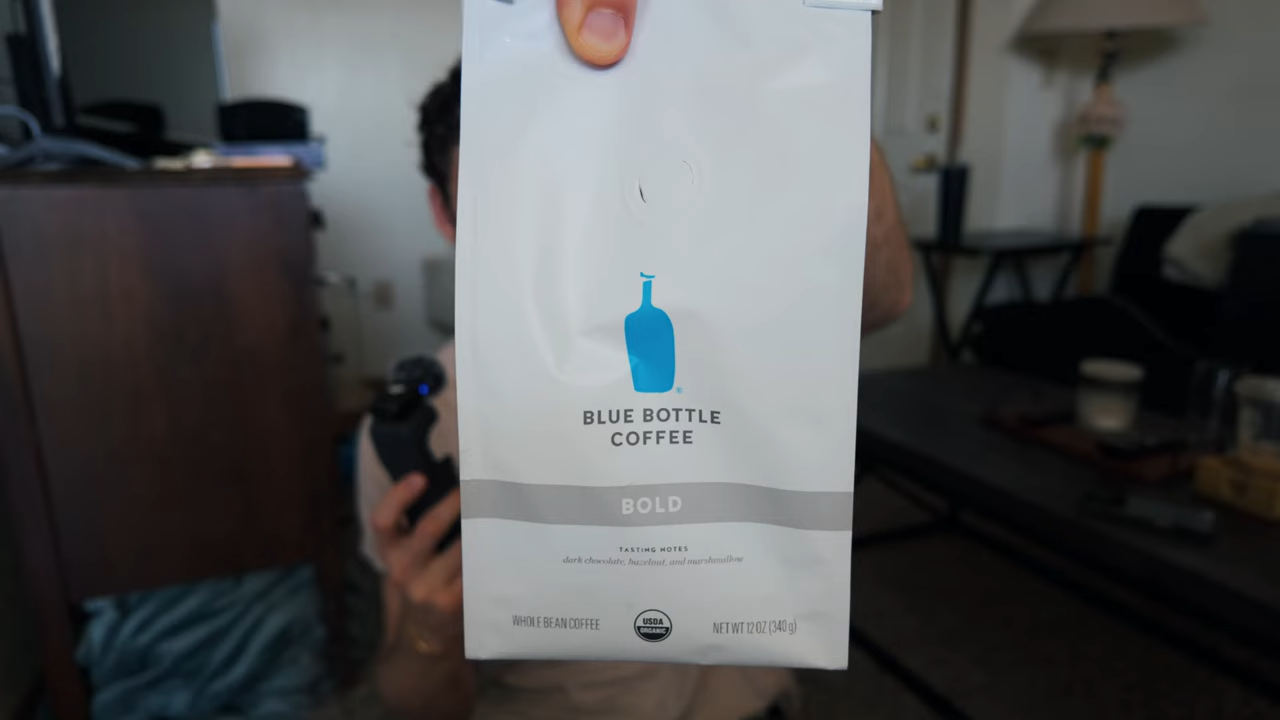 BLUE BOTTLE
COFFEE
BOLD
TASTING NOTES
dark chocolate, hazelnut, and marshmallow
WHOLE BEAN COFFEE
USDA
ORGANIC
NET WT 12 OZ (340 g)